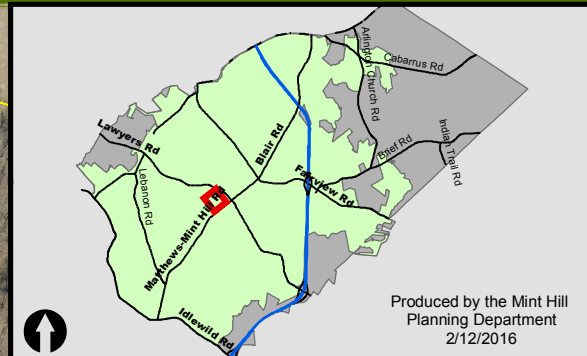 Arlington Church Rd
Cabarrus Rd
Lawyers Rd
Blair Rd
Brief Rd
Indian Trail Rd
Lebanon Rd
Fairview Rd
Matthews-Mint Hill Rd
Idlewild Rd
Produced by the Mint Hill
Planning Department
2/12/2016